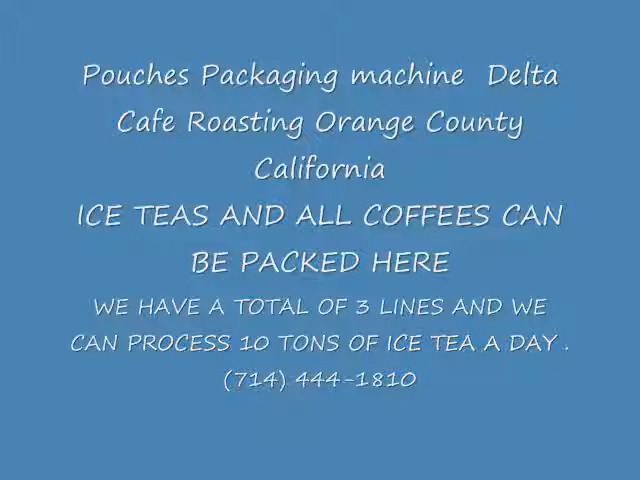 Pouches Packaging machine  Delta
Cafe Roasting Orange County
California
ICE TEAS AND ALL COFFEES CAN
BE PACKED HERE
WE HAVE A TOTAL OF 3 LINES AND WE
CAN PROCESS 10 TONS OF ICE TEA A DAY .
(714) 444-1810